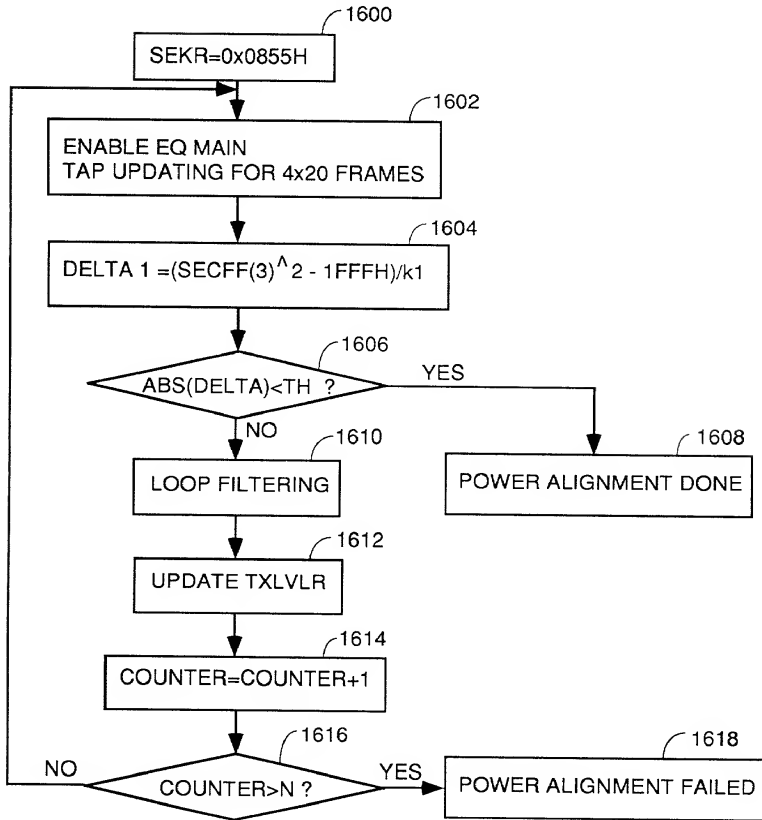 1600
SEKR=0x0855H
1602
ENABLE EQ MAIN
TAP UPDATING FOR 4x20 FRAMES
1604
DELTA 1 =(SECFF(3)^2 - 1FFFH)/k1
1606
ABS(DELTA)<TH ?
YES
NO
1608
POWER ALIGNMENT DONE
1610
LOOP FILTERING
1612
UPDATE TXLVLR
1614
COUNTER=COUNTER+1
1616
NO
COUNTER>N ?
YES
1618
POWER ALIGNMENT FAILED